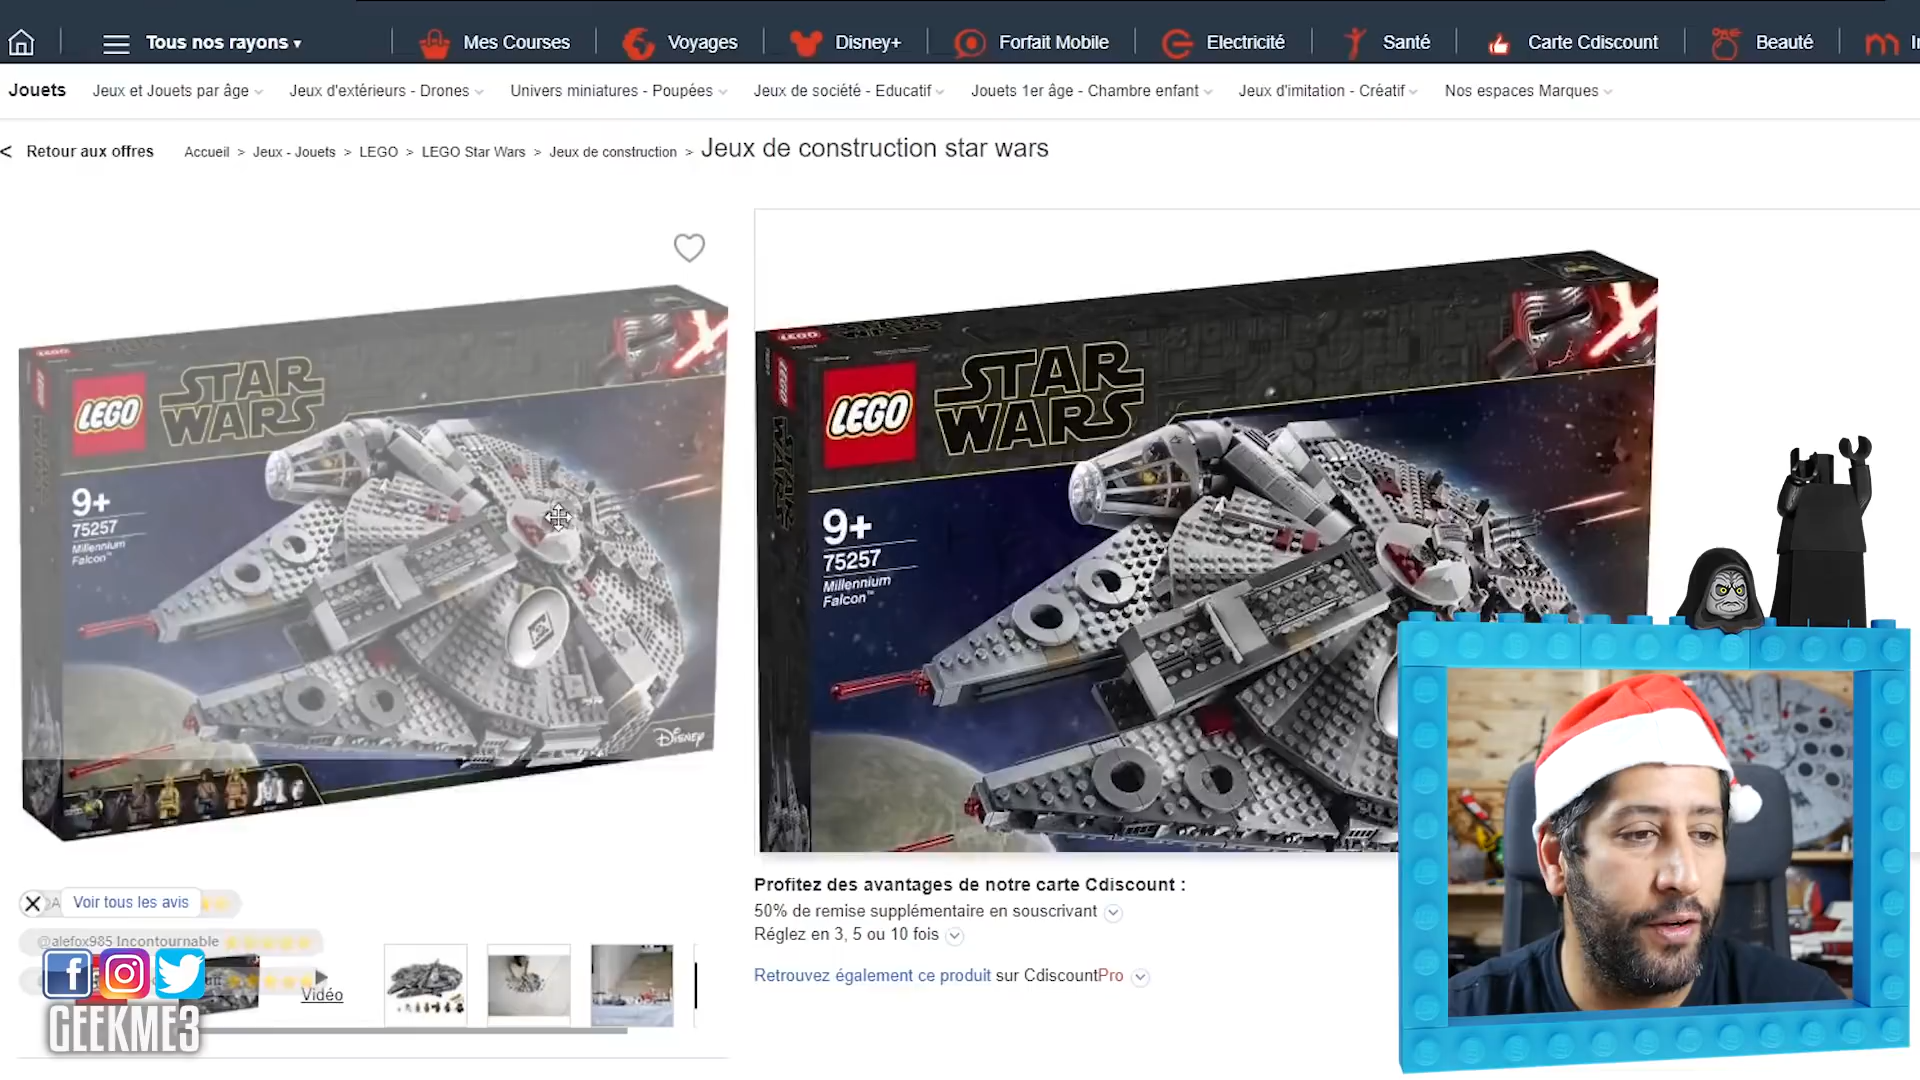 Tous nos rayons
Mes Courses
Voyages
Disney+
Forfait Mobile
Electricité
Santé
Carte Cdiscount
Beauté
Jouets
Jeux et Jouets par âge
Jeux d'extérieurs - Drones
Univers miniatures - Poupées
Jeux de société - Educatif
Jouets 1er âge - Chambre enfant
Jeux d'imitation - Créatif
Nos espaces Marques
< Retour aux offres
Accueil > Jeux - Jouets > LEGO > LEGO Star Wars > Jeux de construction > Jeux de construction star wars
LEGO
STAR WARS
9+
75257
Millennium
Falcon™
Disney
LEGO
STAR WARS
9+
75257
Millennium
Falcon™
Profitez des avantages de notre carte Cdiscount :
50% de remise supplémentaire en souscrivant
Réglez en 3, 5 ou 10 fois
Retrouvez également ce produit sur CdiscountPro
Voir tous les avis
@alefox985 Incontournable
Vidéo
GEEKME3